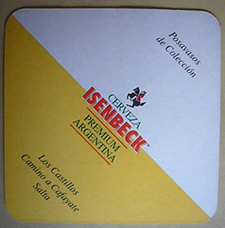 Posavasos
de Colección
CERVEZA
ISENBECK
PREMIUM
ARGENTINA
Los Castillos
Camino a Cafayate
Salta